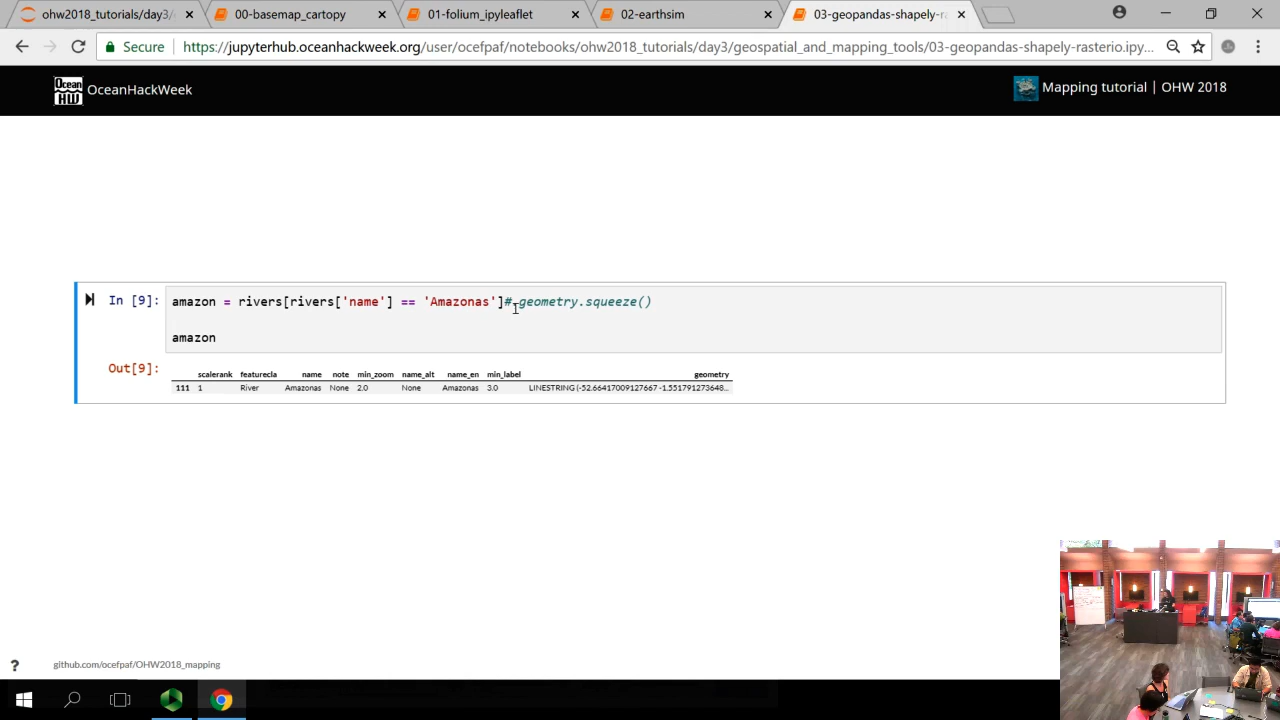 ohw2018_tutorials/day3/
00-basemap_cartopy
01-folium_ipyleaflet
02-earthsim
03-geopandas-shapely-r
Secure
https://jupyterhub.oceanhackweek.org/user/ocefpaf/notebooks/ohw2018_tutorials/day3/geospatial_and_mapping_tools/03-geopandas-shapely-rasterio.ipy...
Ocean HW
OceanHackWeek
Mapping tutorial | OHW 2018
In [9]: amazon = rivers[rivers['name'] == 'Amazonas']#.geometry.squeeze()
amazon
Out[9]:
scalerank featurecla name note min_zoom name_alt name_en min_label geometry
111 1 River Amazonas None 2.0 None Amazonas 3.0 LINESTRING (-52.66417009127667 -1.551791273648...
? github.com/ocefpaf/OHW2018_mapping